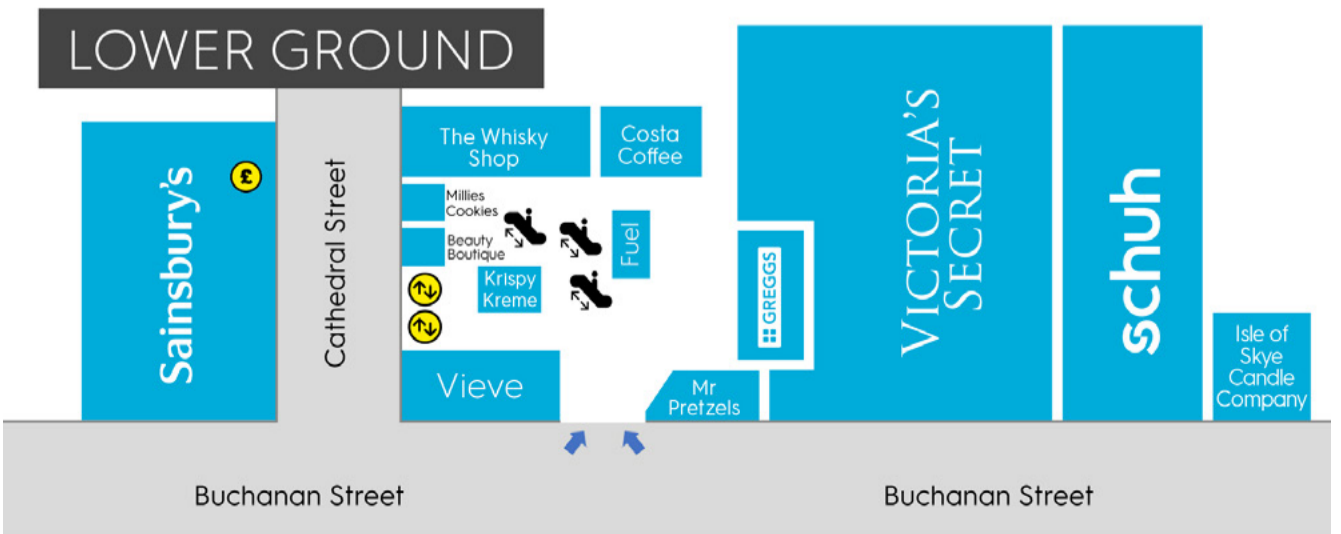 LOWER GROUND
Sainsbury's
£
Cathedral Street
The Whisky
Shop
Costa
Coffee
Millies
Cookies
Beauty
Boutique
Krispy
Kreme
Fuel
Vieve
Mr
Pretzels
GREGGS
VICTORIA'S
SECRET
schuh
Isle of
Skye
Candle
Company
Buchanan Street
Buchanan Street